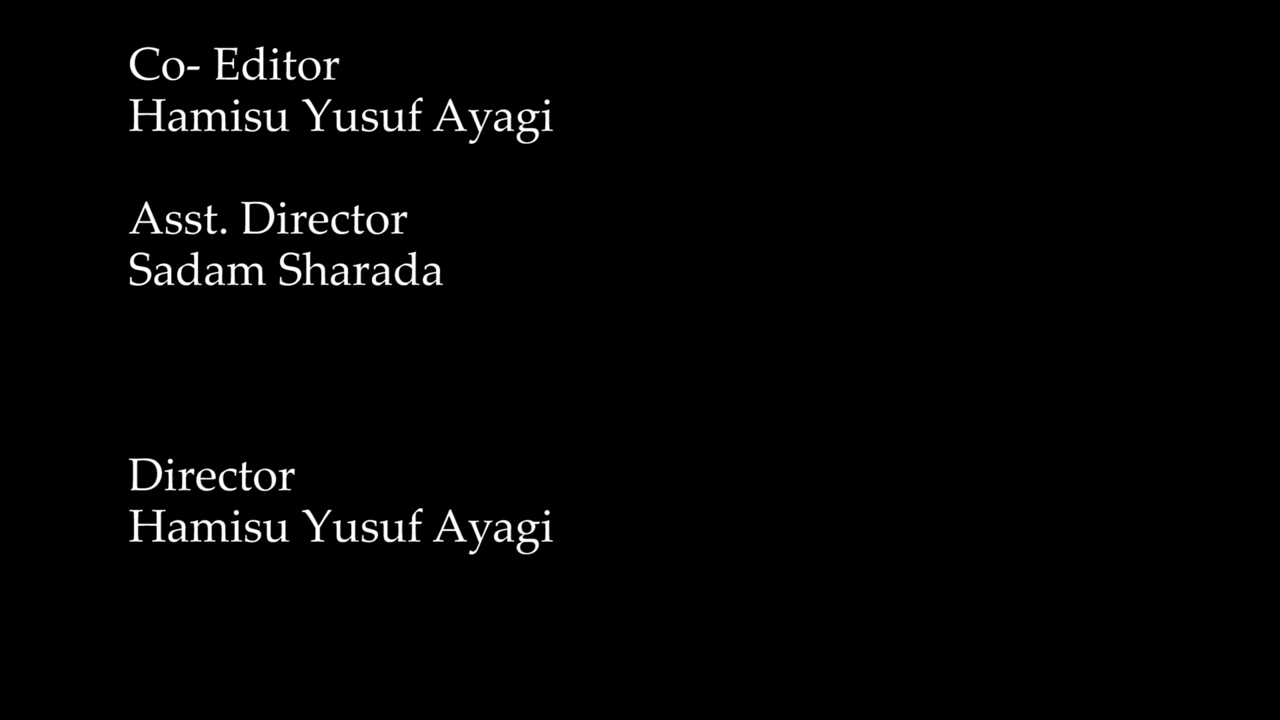 Co- Editor
Hamisu Yusuf Ayagi
Asst. Director
Sadam Sharada
Director
Hamisu Yusuf Ayagi